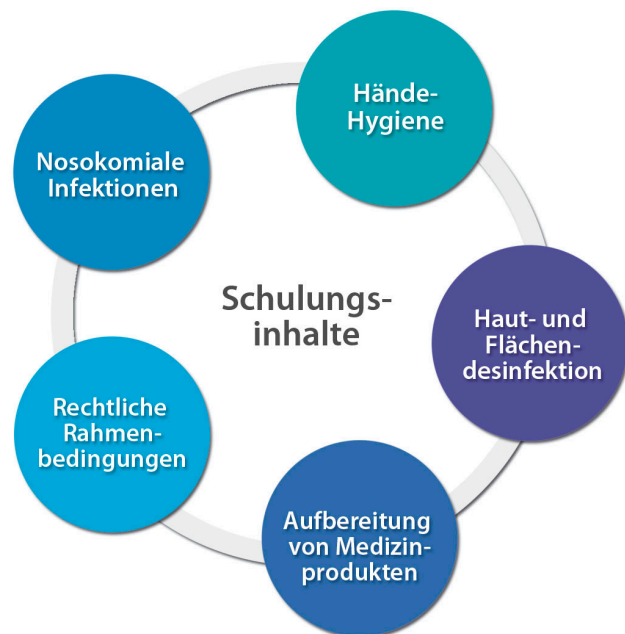 Schulungs-
inhalte
Hände-
Hygiene
Haut- und
Flächen-
desinfektion
Aufbereitung
von Medizin-
produkten
Rechtliche
Rahmen-
bedingungen
Nosokomiale
Infektionen